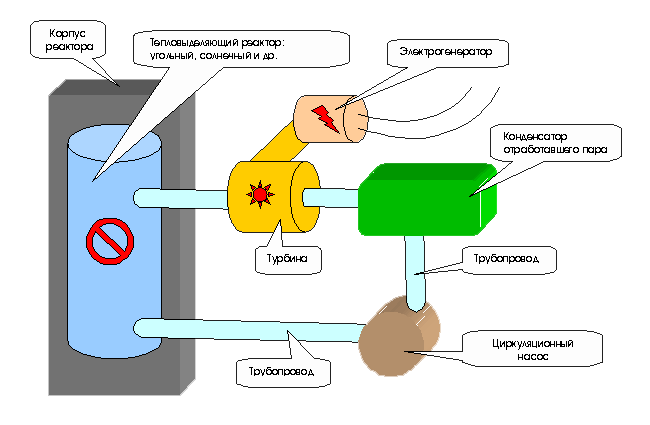 Корпус
реактора
Тепловыделяющий реактор:
угольный, солнечный и др.
Электрогенератор
Конденсатор
отработавшего пара
Турбина
Трубопровод
Циркуляционный
насос
Трубопровод